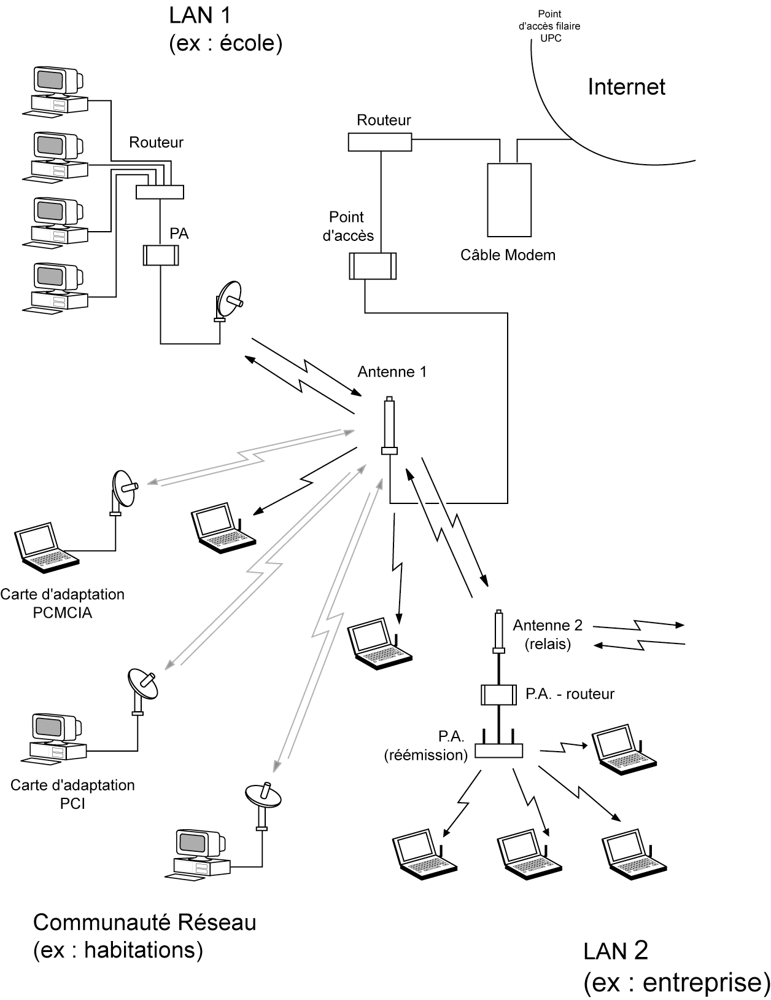 LAN 1
(ex : école)
Point
d'accès filaire
UPC
Internet
Routeur
Routeur
Point
d'accès
PA
Câble Modem
Antenne 1
Carte d'adaptation
PCMCIA
Antenne 2
(relais)
P.A. - routeur
P.A.
(réémission)
Carte d'adaptation
PCI
Communauté Réseau
(ex : habitations)
LAN 2
(ex : entreprise)